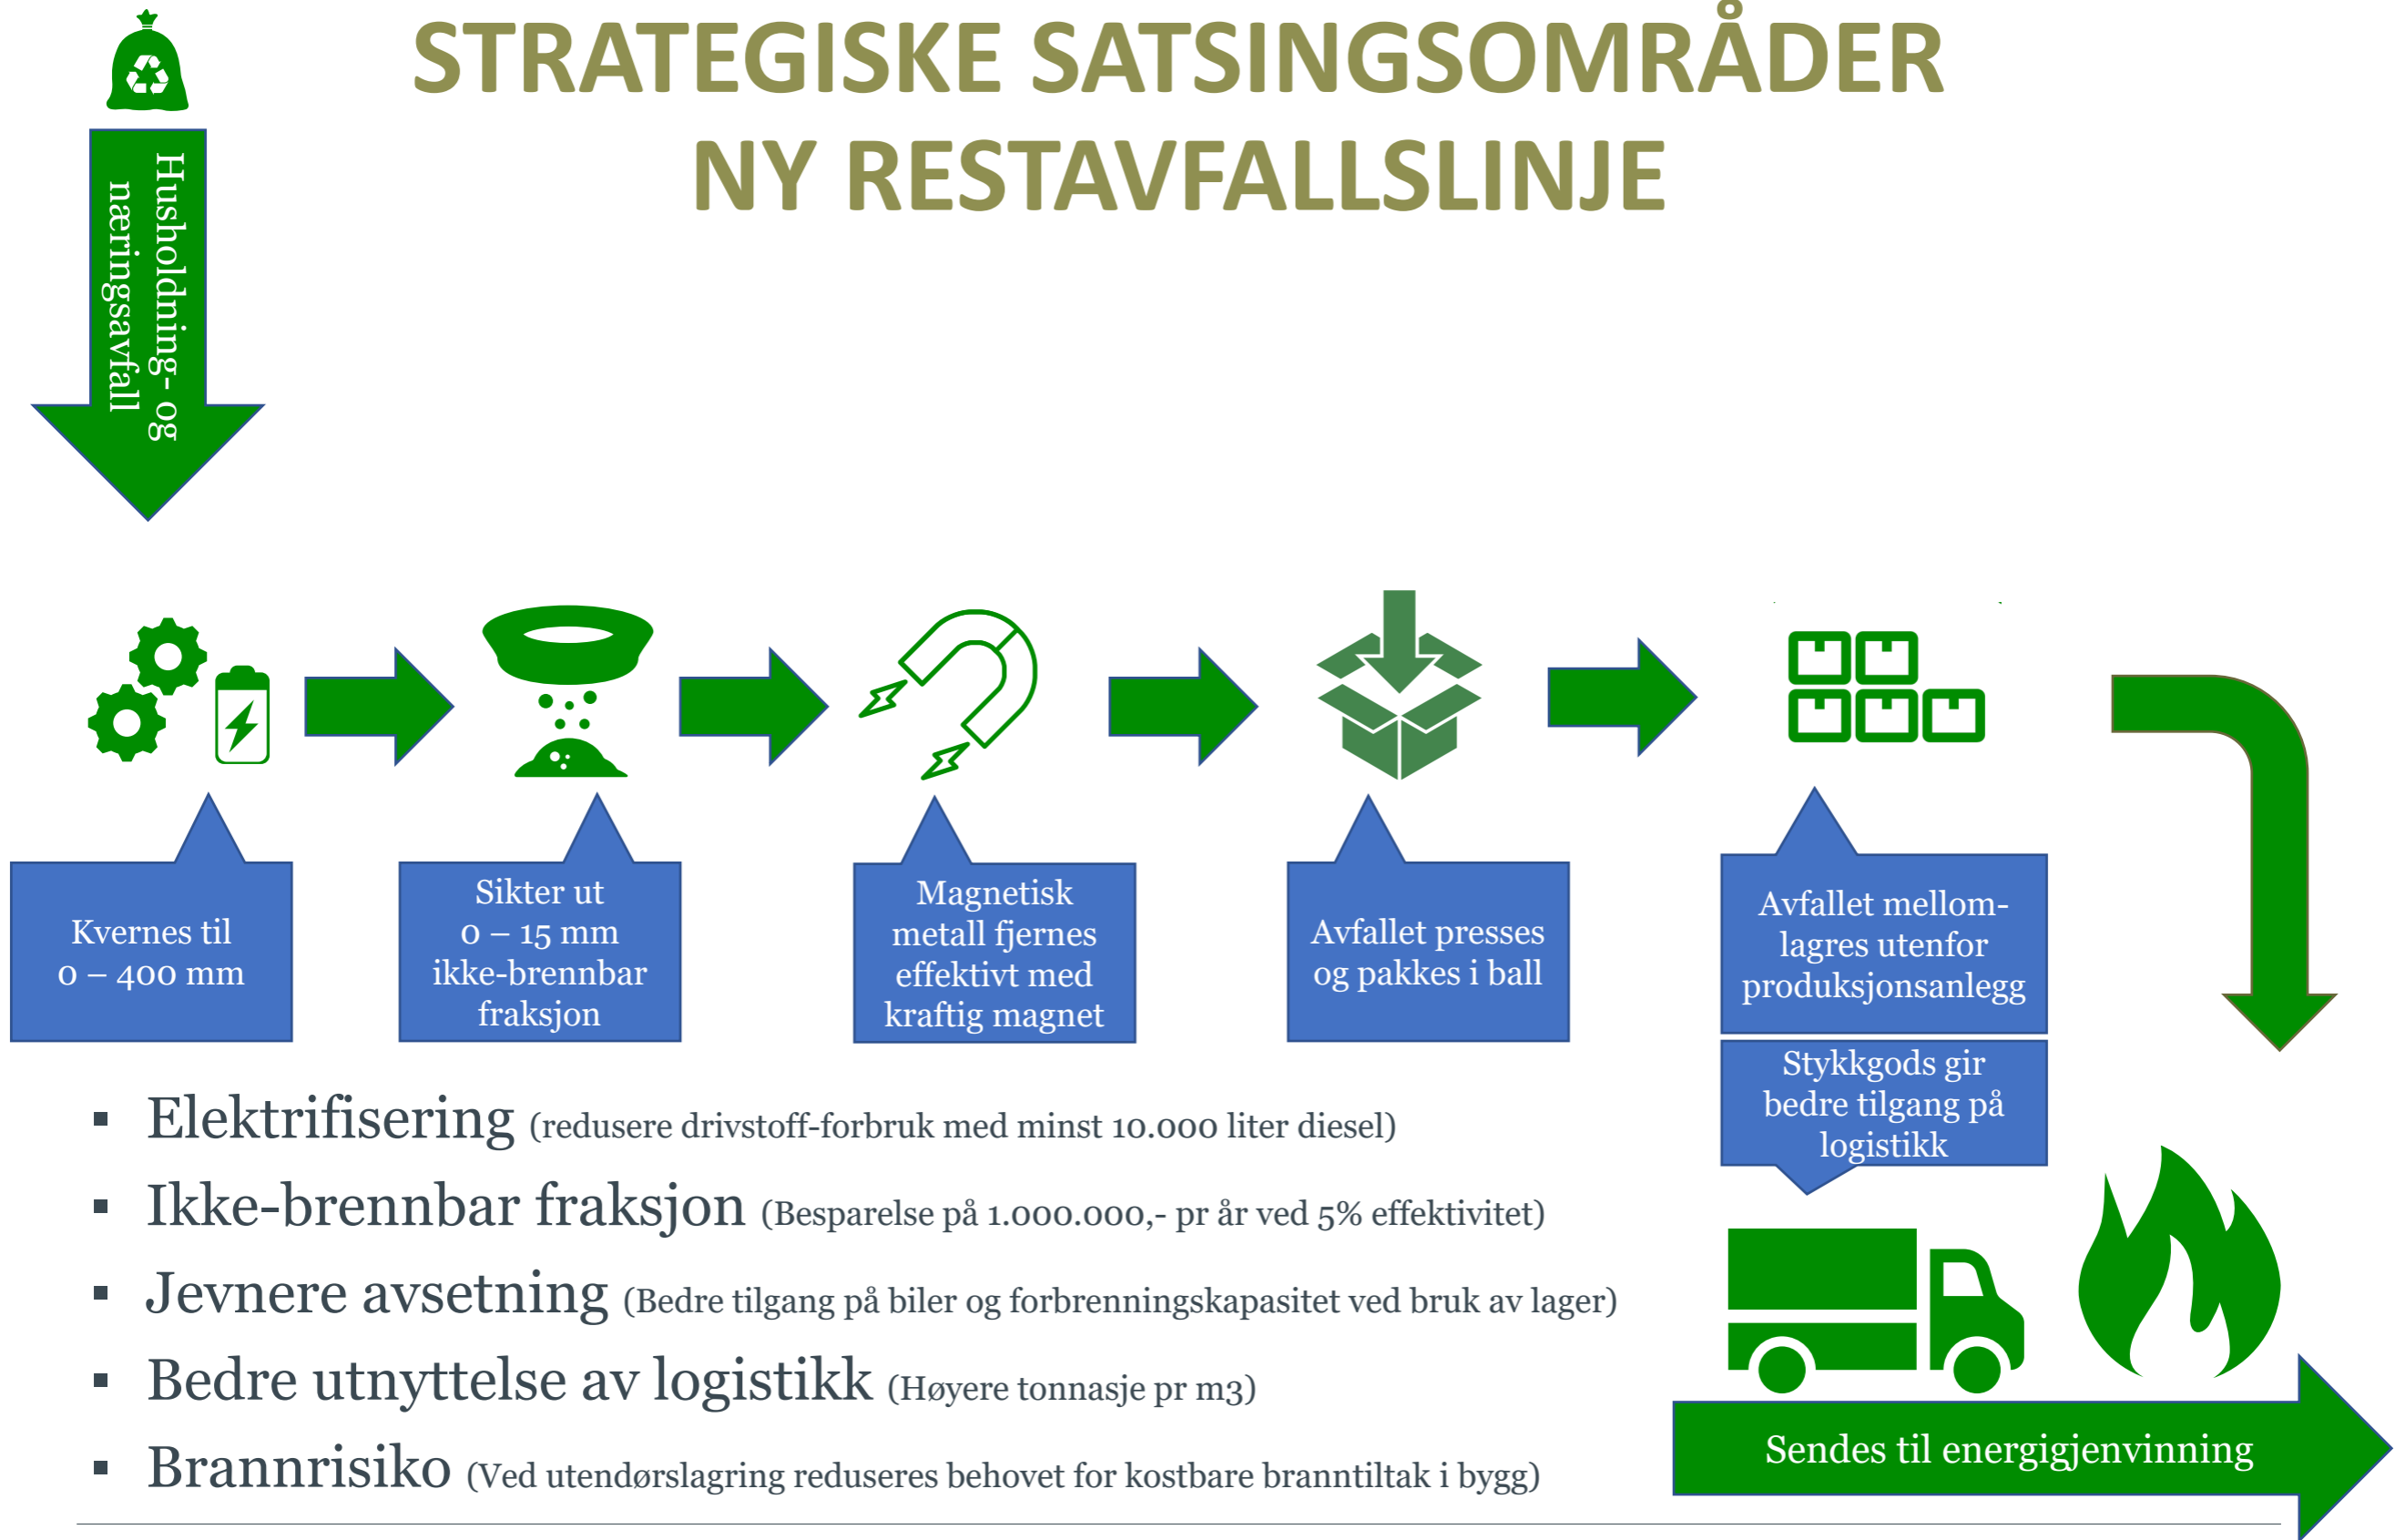 STRATEGISKE SATSINGSOMRÅDER
NY RESTAVFALLSLINJE
Husholdning- og
næringsavfall
Kvernes til
0 – 400 mm
Sikter ut
0 – 15 mm
ikke-brennbar
fraksjon
Magnetisk
metall fjernes
effektivt med
kraftig magnet
Avfallet presses
og pakkes i ball
Avfallet mellom-
lagres utenfor
produksjonsanlegg
Stykkgods gir
bedre tilgang på
logistikk
▪ Elektrifisering (redusere drivstoff-forbruk med minst 10.000 liter diesel)
▪ Ikke-brennbar fraksjon (Besparelse på 1.000.000,- pr år ved 5% effektivitet)
▪ Jevnere avsetning (Bedre tilgang på biler og forbrenningskapasitet ved bruk av lager)
▪ Bedre utnyttelse av logistikk (Høyere tonnasje pr m3)
▪ Brannrisiko (Ved utendørslagring reduseres behovet for kostbare branntiltak i bygg)
Sendes til energigjenvinning